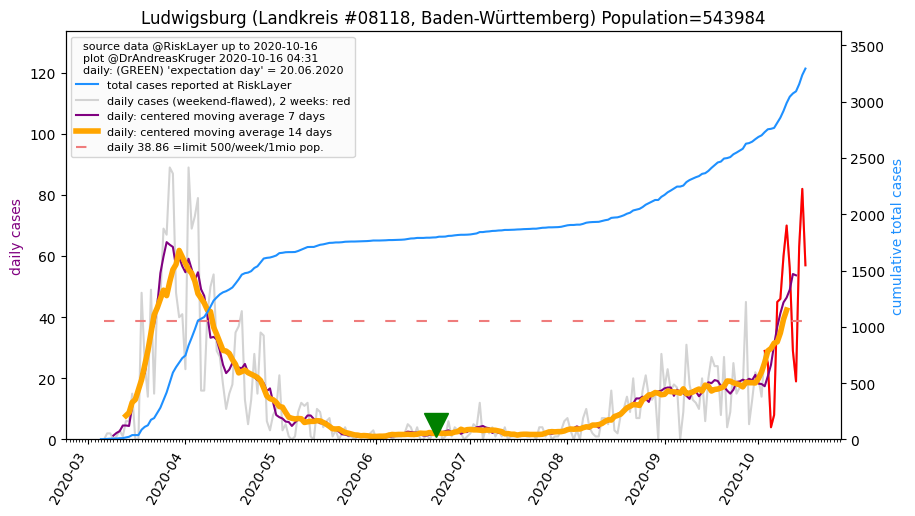 Ludwigsburg (Landkreis #08118, Baden-Württemberg) Population=543984
source data @RiskLayer up to 2020-10-16
plot @DrAndreasKruger 2020-10-16 04:31
daily: (GREEN) 'expectation day' = 20.06.2020
total cases reported at RiskLayer
daily cases (weekend-flawed), 2 weeks: red
daily: centered moving average 7 days
daily: centered moving average 14 days
daily 38.86 =limit 500/week/1mio pop.
daily cases
120
100
80
60
40
20
0
cumulative total cases
3500
3000
2500
2000
1500
1000
500
0
2020-03
2020-04
2020-05
2020-06
2020-07
2020-08
2020-09
2020-10